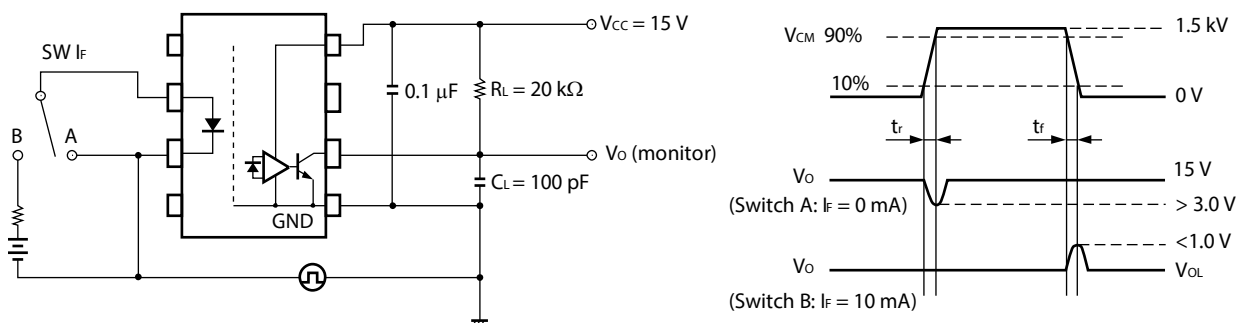 SW IF
B
A
GND
VCC = 15 V
0.1 μF
RL = 20 kΩ
VO (monitor)
CL = 100 pF
VCM 90%
1.5 kV
10%
0 V
tr
tf
VO
15 V
(Switch A: IF = 0 mA)
> 3.0 V
<1.0 V
VO
VOL
(Switch B: IF = 10 mA)